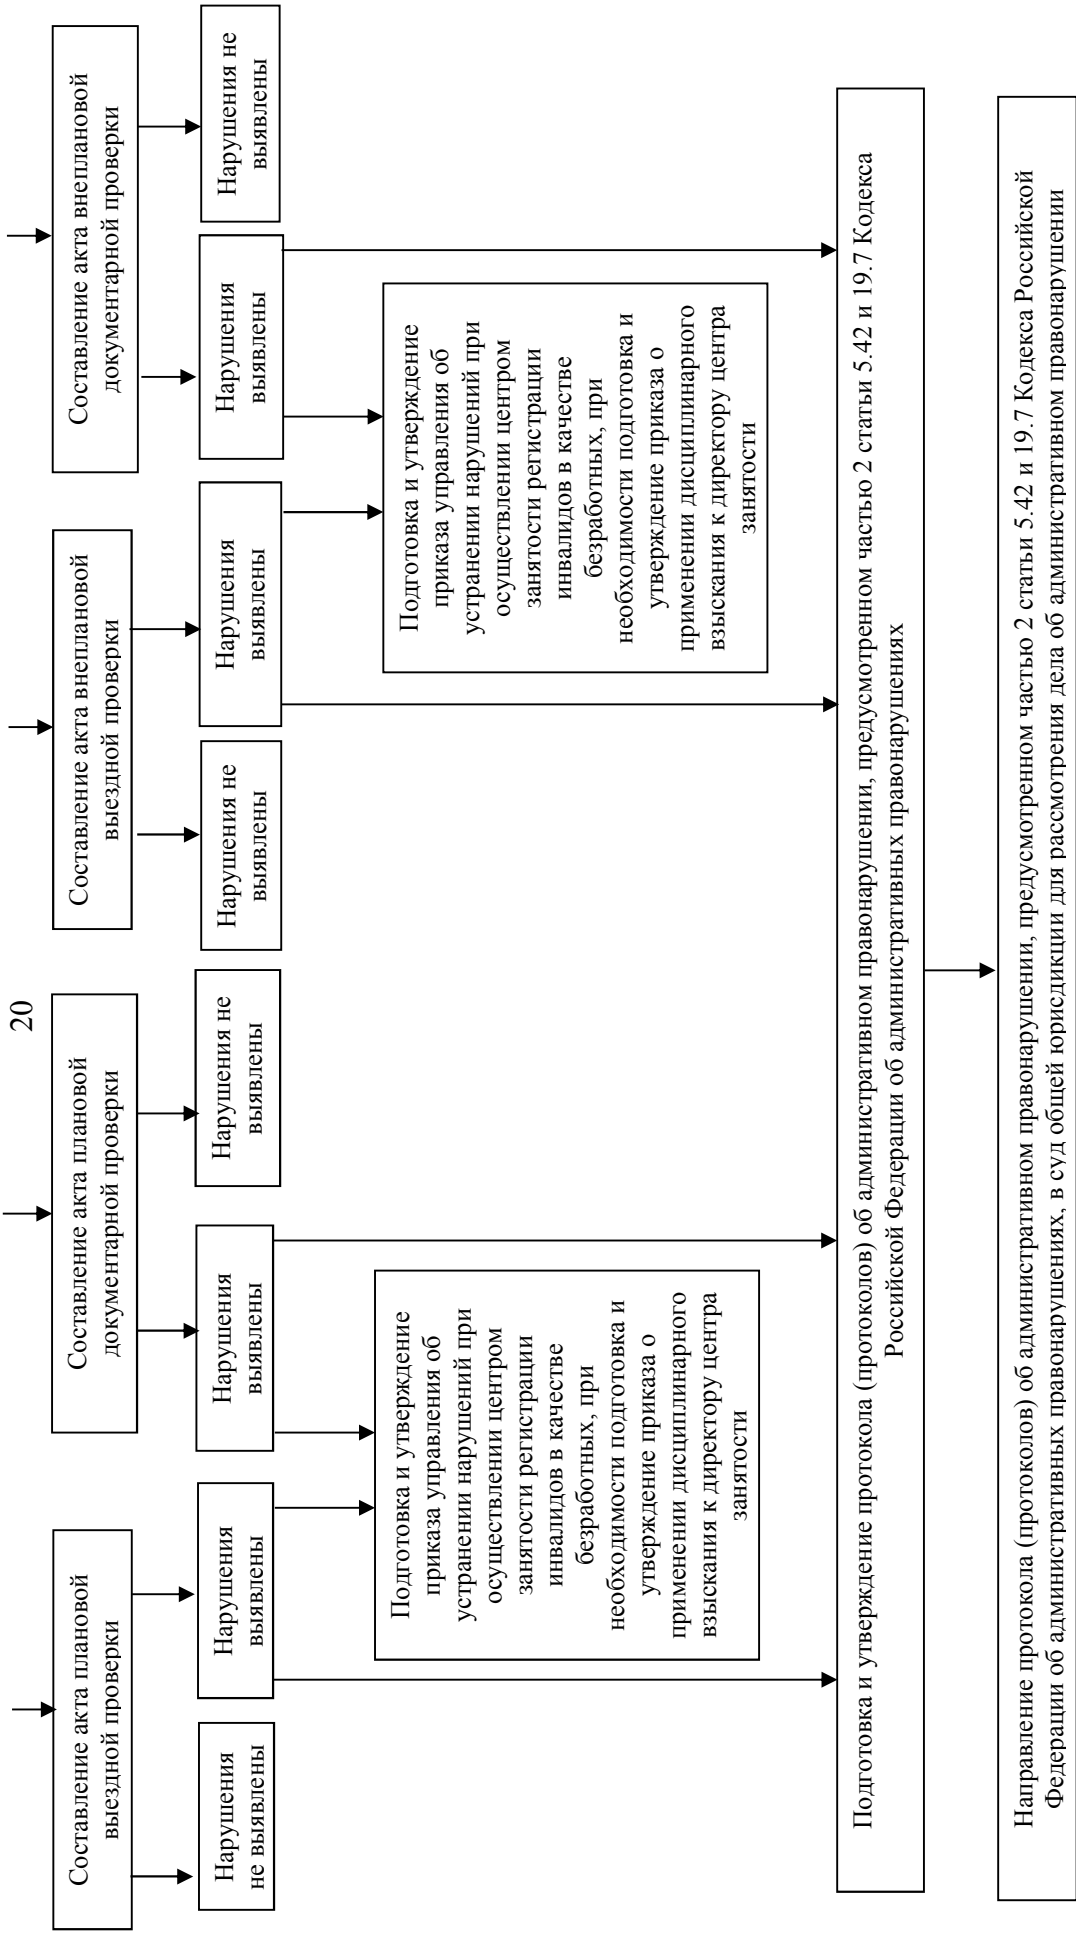 20
Составление акта плановой
выездной проверки
Составление акта плановой
документарной проверки
Составление акта внеплановой
выездной проверки
Составление акта внеплановой
документарной проверки
Нарушения
не выявлены
Нарушения
выявлены
Нарушения
выявлены
Нарушения не
выявлены
Нарушения не
выявлены
Нарушения
выявлены
Нарушения
выявлены
Нарушения не
выявлены
Подготовка и утверждение
приказа управления об
устранении нарушений при
осуществлении центром
занятости регистрации
инвалидов в качестве
безработных, при
необходимости подготовка и
утверждение приказа о
применении дисциплинарного
взыскания к директору центра
занятости
Подготовка и утверждение
приказа управления об
устранении нарушений при
осуществлении центром
занятости регистрации
инвалидов в качестве
безработных, при
необходимости подготовка и
утверждение приказа о
применении дисциплинарного
взыскания к директору центра
занятости
Подготовка и утверждение протокола (протоколов) об административном правонарушении, предусмотренном частью 2 статьи 5.42 и 19.7 Кодекса
Российской Федерации об административных правонарушениях
Направление протокола (протоколов) об административном правонарушении, предусмотренном частью 2 статьи 5.42 и 19.7 Кодекса Российской
Федерации об административных правонарушениях, в суд общей юрисдикции для рассмотрения дела об административном правонарушении